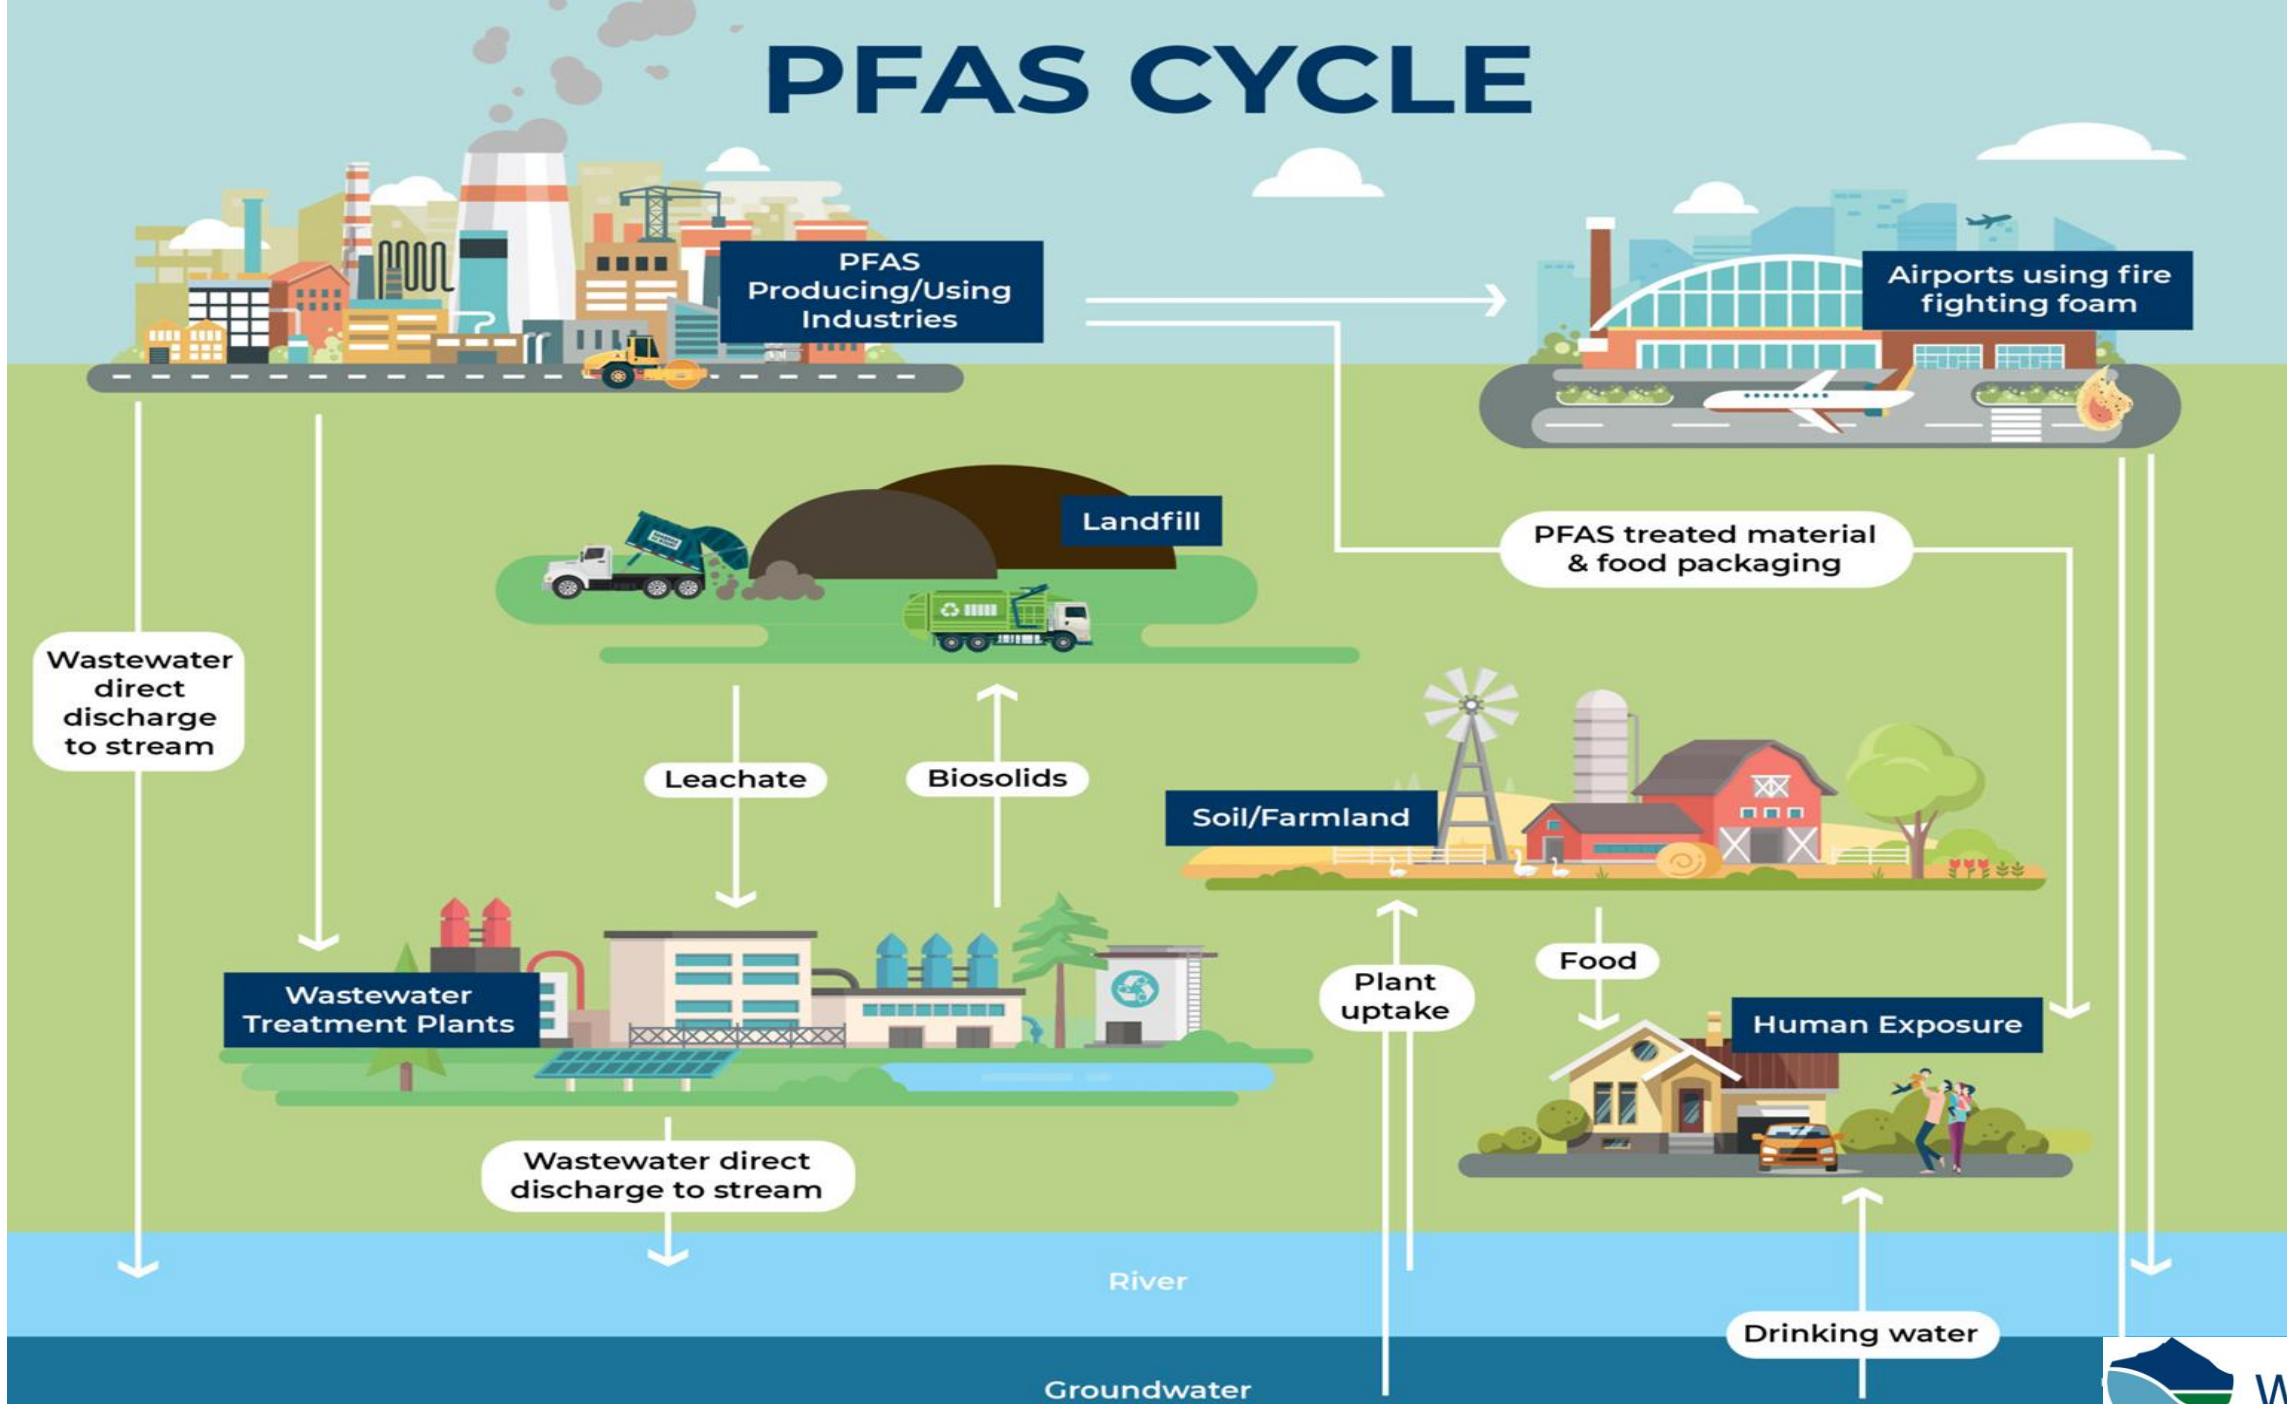 PFAS CYCLE
PFAS
Producing/Using
Industries
Airports using fire
fighting foam
Landfill
PFAS treated material
& food packaging
Wastewater
direct
discharge
to stream
Leachate
Biosolids
Soil/Farmland
Food
Plant
uptake
Wastewater
Treatment Plants
Human Exposure
Wastewater direct
discharge to stream
River
Drinking water
Groundwater